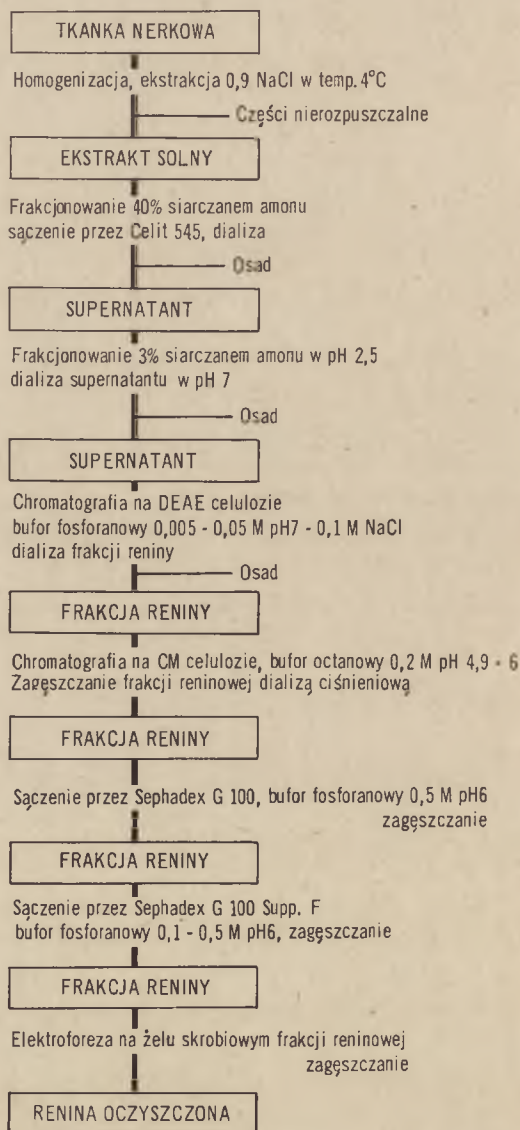 TKANKA NERKOWA
Homogenizacja, ekstrakcja 0,9 NaCl w temp. 4°C
Części nierozpuszczalne
EKSTRAKT SOLNY
Frakcjonowanie 40% siarczanem amonu
sączenie przez Celit 545, dializa
Osad
SUPERNATANT
Frakcjonowanie 3% siarczanem amonu w pH 2,5
dializa supernatantu w pH 7
Osad
SUPERNATANT
Chromatografia na DEAE celulozie
bufor fosforanowy 0,005 - 0,05 M pH7 - 0,1 M NaCl
dializa frakcji reniny
Osad
FRAKCJA RENINY
Chromatografia na CM celulozie, bufor octanowy 0,2 M pH 4,9 - 6
Zagęszczanie frakcji reninowej dializą ciśnieniową
FRAKCJA RENINY
Sączenie przez Sephadex G 100, bufor fosforanowy 0,5 M pH6
zagęszczanie
FRAKCJA RENINY
Sączenie przez Sephadex G 100 Supp. F
bufor fosforanowy 0,1 - 0,5 M pH6, zagęszczanie
FRAKCJA RENINY
Elektroforeza na żelu skrobiowym frakcji reninowej
zagęszczanie
RENINA OCZYSZCZONA